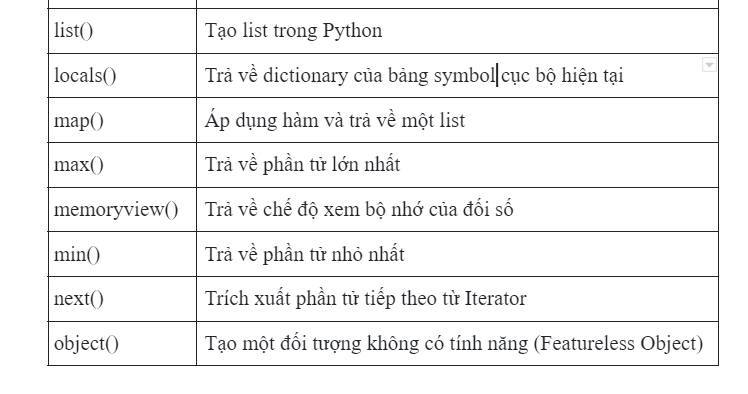 list() Tạo list trong Python
locals() Trả về dictionary của bảng symbol cục bộ hiện tại
map() Áp dụng hàm và trả về một list
max() Trả về phần tử lớn nhất
memoryview() Trả về chế độ xem bộ nhớ của đối số
min() Trả về phần tử nhỏ nhất
next() Trích xuất phần tử tiếp theo từ Iterator
object() Tạo một đối tượng không có tính năng (Featureless Object)